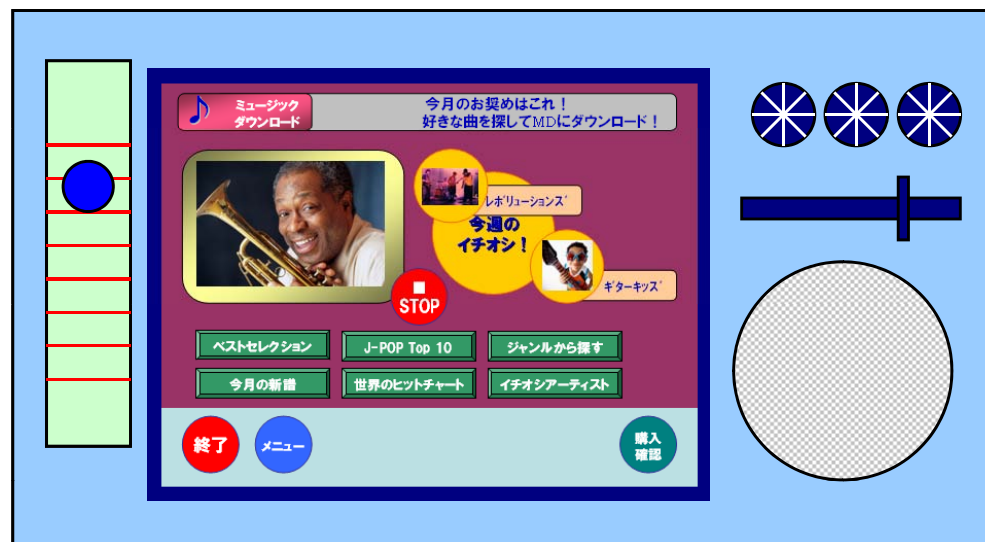 ミュージック
ダウンロード
今月のお奨めはこれ！
好きな曲を探してMDにダウンロード！
レボリューションズ
今週の
イチオシ！
ギターキッズ
STOP
ベストセレクション
J-POP Top 10
ジャンルから探す
今月の新譜
世界のヒットチャート
イチオシアーティスト
終了
メニュー
購入
確認